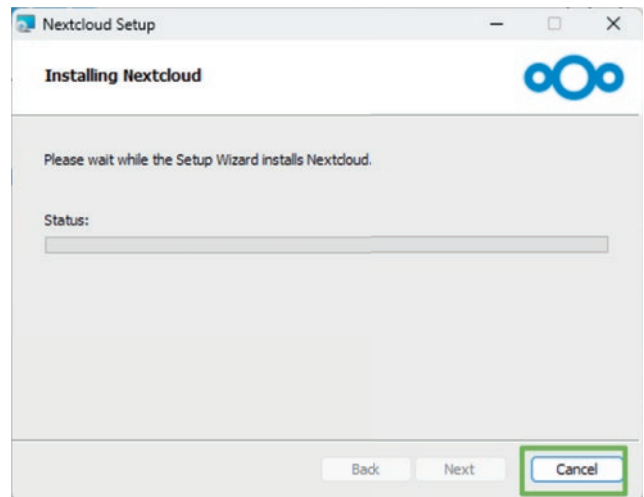 Nextcloud Setup
Installing Nextcloud
Please wait while the Setup Wizard installs Nextcloud.
Status:
Back Next Cancel